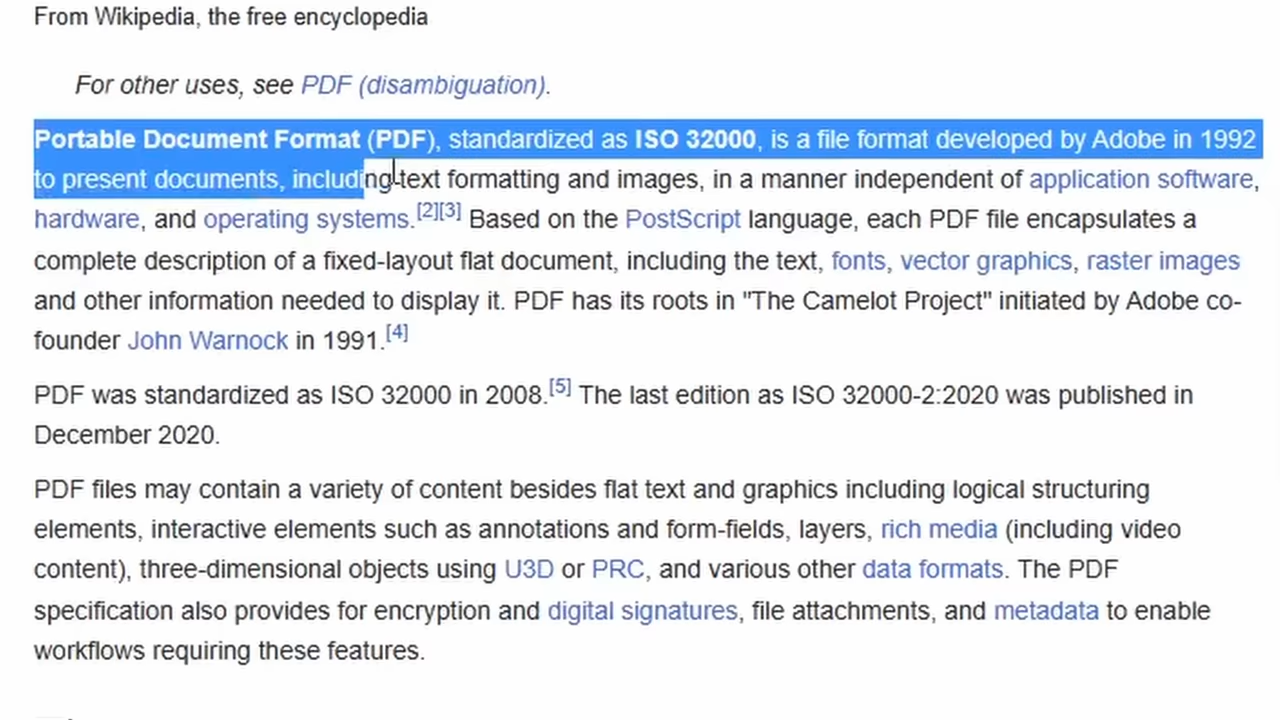 From Wikipedia, the free encyclopedia
For other uses, see PDF (disambiguation).
Portable Document Format (PDF), standardized as ISO 32000, is a file format developed by Adobe in 1992
to present documents, including text formatting and images, in a manner independent of application software,
hardware, and operating systems.[2][3] Based on the PostScript language, each PDF file encapsulates a
complete description of a fixed-layout flat document, including the text, fonts, vector graphics, raster images
and other information needed to display it. PDF has its roots in "The Camelot Project" initiated by Adobe co-
founder John Warnock in 1991.[4]
PDF was standardized as ISO 32000 in 2008.[5] The last edition as ISO 32000-2:2020 was published in
December 2020.
PDF files may contain a variety of content besides flat text and graphics including logical structuring
elements, interactive elements such as annotations and form-fields, layers, rich media (including video
content), three-dimensional objects using U3D or PRC, and various other data formats. The PDF
specification also provides for encryption and digital signatures, file attachments, and metadata to enable
workflows requiring these features.